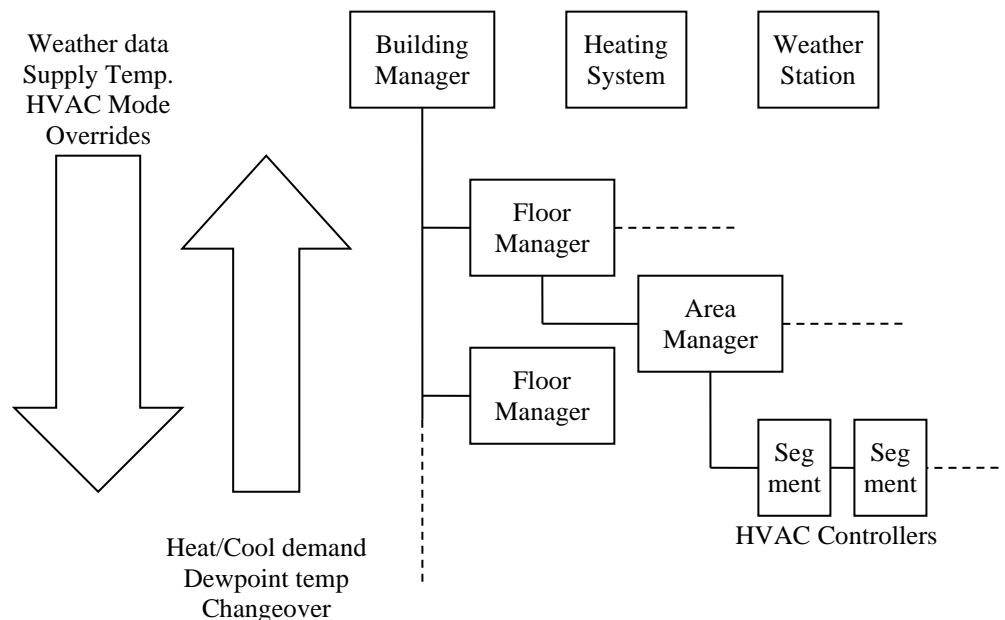 Weather data
Supply Temp.
HVAC Mode
Overrides
Building
Manager
Heating
System
Weather
Station
Floor
Manager
Area
Manager
Floor
Manager
Seg
ment
Seg
ment
HVAC Controllers
Heat/Cool demand
Dewpoint temp
Changeover